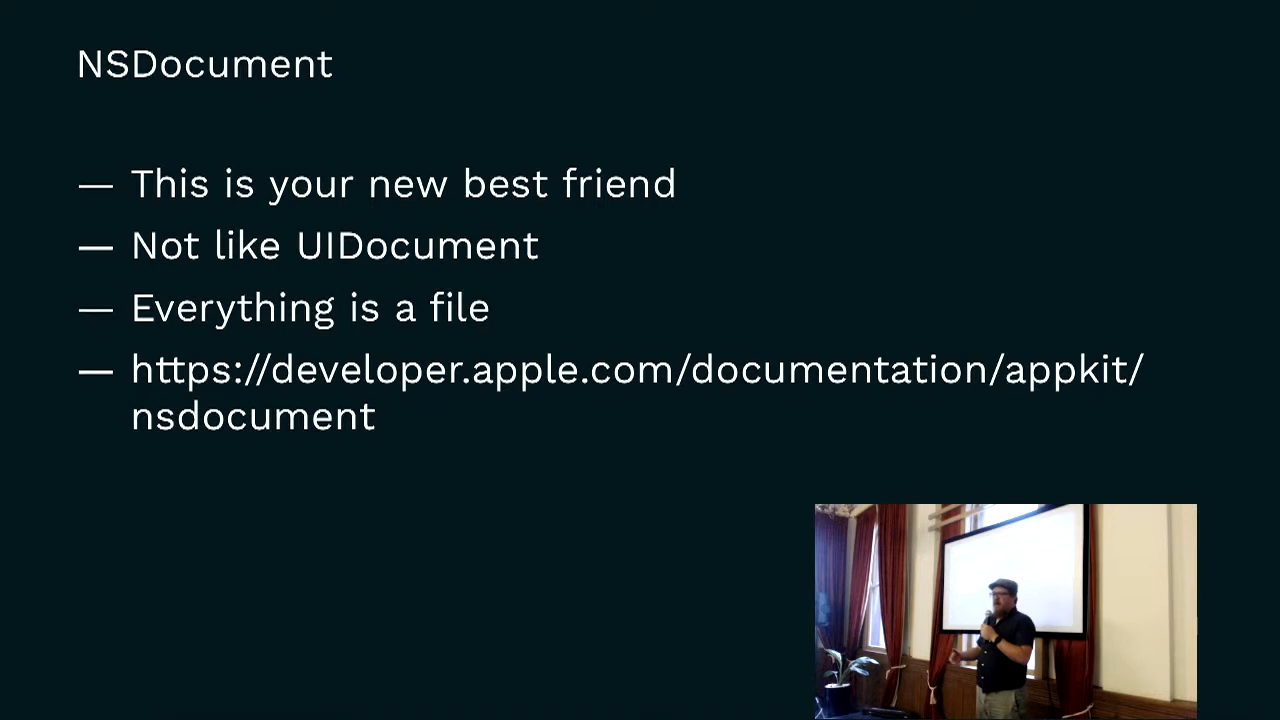 NSDocument
— This is your new best friend
— Not like UIDocument
— Everything is a file
— https://developer.apple.com/documentation/appkit/
nsdocument